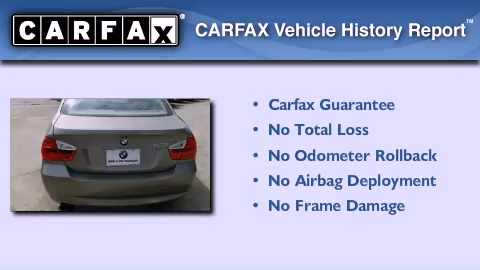 CARFAX®
CARFAX Vehicle History Report™
• Carfax Guarantee
• No Total Loss
• No Odometer Rollback
• No Airbag Deployment
• No Frame Damage